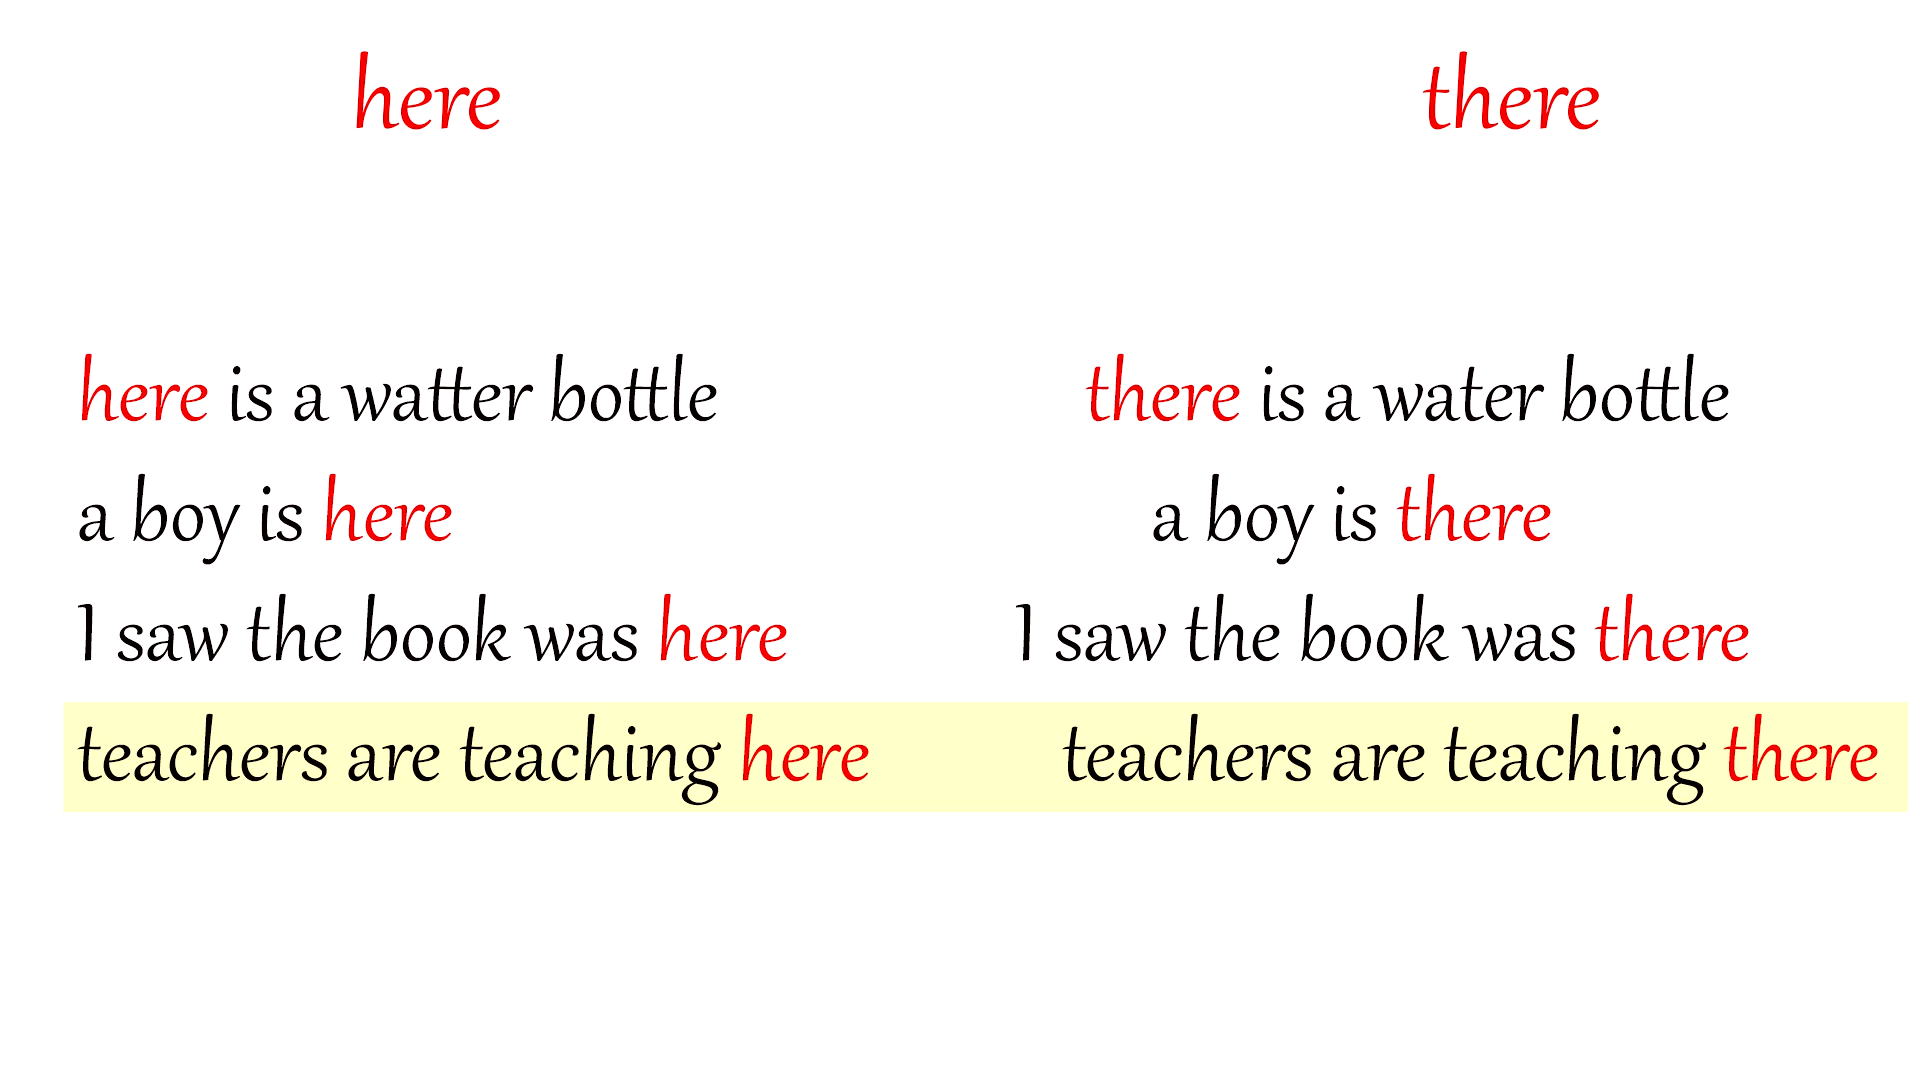 here there
here is a watter bottle there is a water bottle
a boy is here a boy is there
I saw the book was here I saw the book was there
teachers are teaching here teachers are teaching there